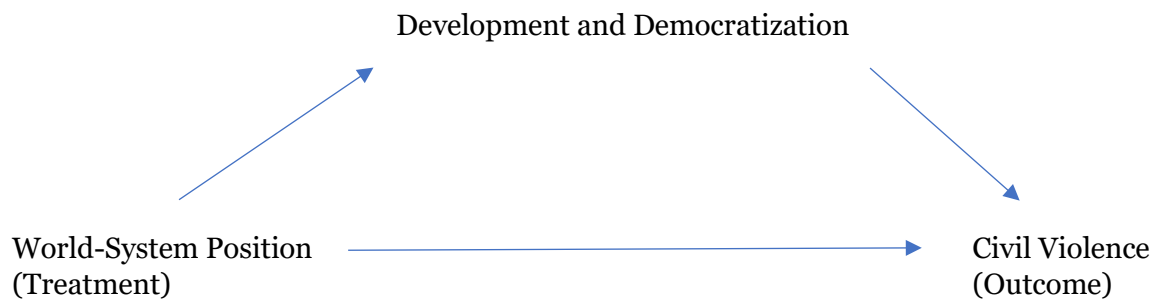 Development and Democratization
World-System Position
(Treatment)
Civil Violence
(Outcome)